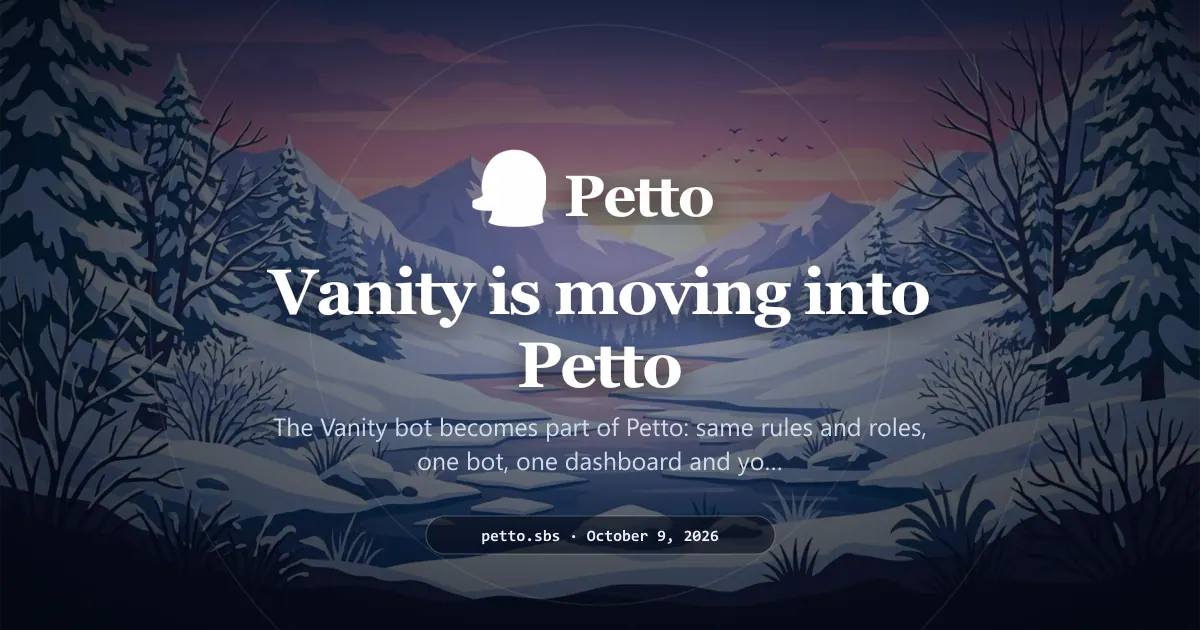 Petto
Vanity is moving into
Petto
The Vanity bot becomes part of Petto: same rules and roles,
one bot, one dashboard and yo...
petto.sbs · October 9, 2026